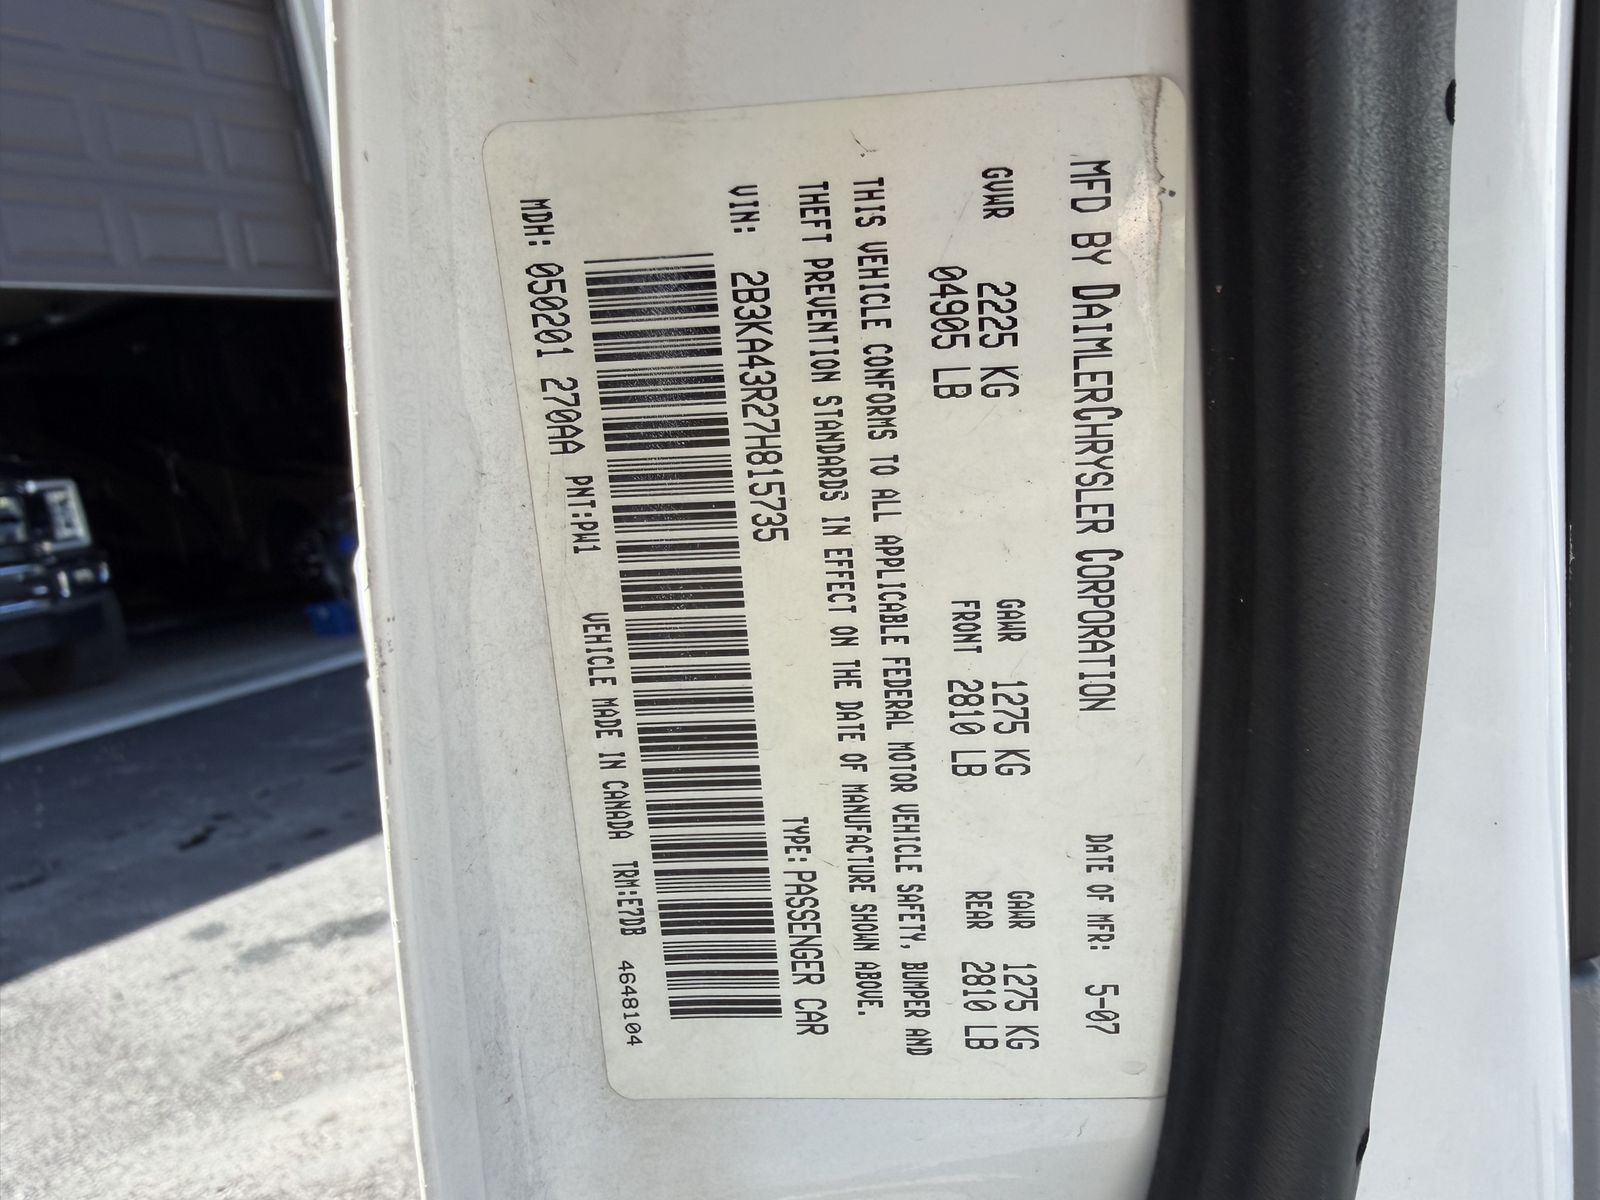 MFD BY DAIMLERCHRYSLER CORPORATION DATE OF MFR: 5-07
GVWR 2225 KG GAWR 1275 KG GAWR 1275 KG
04905 LB FRONT 2810 LB REAR 2810 LB
THIS VEHICLE CONFORMS TO ALL APPLICABLE FEDERAL MOTOR VEHICLE SAFETY, BUMPER AND
THEFT PREVENTION STANDARDS IN EFFECT ON THE DATE OF MANUFACTURE SHOWN ABOVE.
VIN: 2B3KA43R27H815735 TYPE: PASSENGER CAR
MDH: 050201 270AA PNT:PW1 VEHICLE MADE IN CANADA TRM:E7DB 4648104